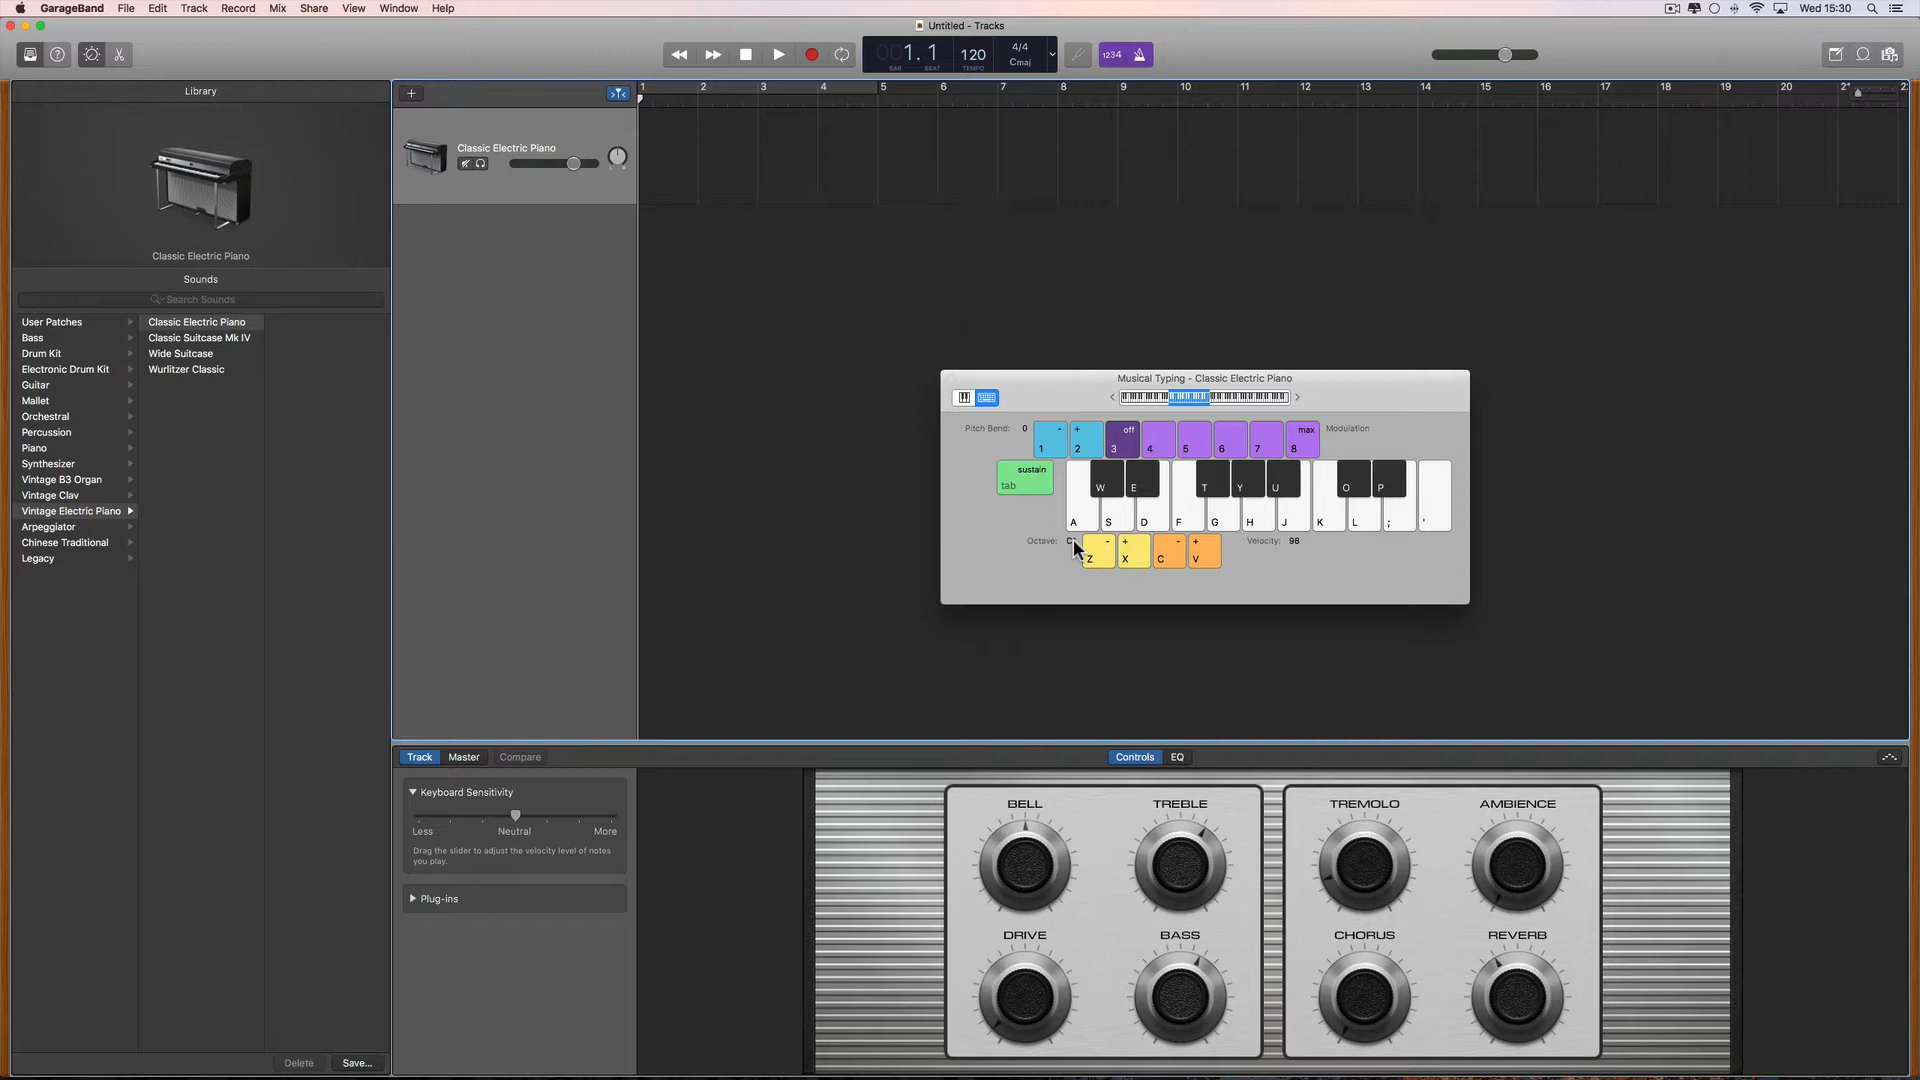 GarageBand File Edit Track Record Mix Share View Window Help Wed 15:30
Untitled - Tracks
1.1 120 4/4 Cmaj 1234
BAR BEAT TEMPO
Library
1 2 3 4 5 6 7 8 9 10 11 12 13 14 15 16 17 18 19 20
Classic Electric Piano
Classic Electric Piano
Sounds
Search Sounds
User Patches
Bass
Drum Kit
Electronic Drum Kit
Guitar
Mallet
Orchestral
Percussion
Piano
Synthesizer
Vintage B3 Organ
Vintage Clav
Vintage Electric Piano
Arpeggiator
Chinese Traditional
Legacy
Classic Electric Piano
Classic Suitcase Mk IV
Wide Suitcase
Wurlitzer Classic
Musical Typing - Classic Electric Piano
Pitch Bend: 0 - + off max Modulation
1 2 3 4 5 6 7 8
sustain
tab
W E T Y U O P
A S D F G H J K L ; '
Octave: - + - + Velocity: 98
Z X C V
Track Master Compare Controls EQ
Keyboard Sensitivity
Less Neutral More
Drag the slider to adjust the velocity level of notes
you play.
Plug-ins
BELL TREBLE TREMOLO AMBIENCE
DRIVE BASS CHORUS REVERB
Delete Save...